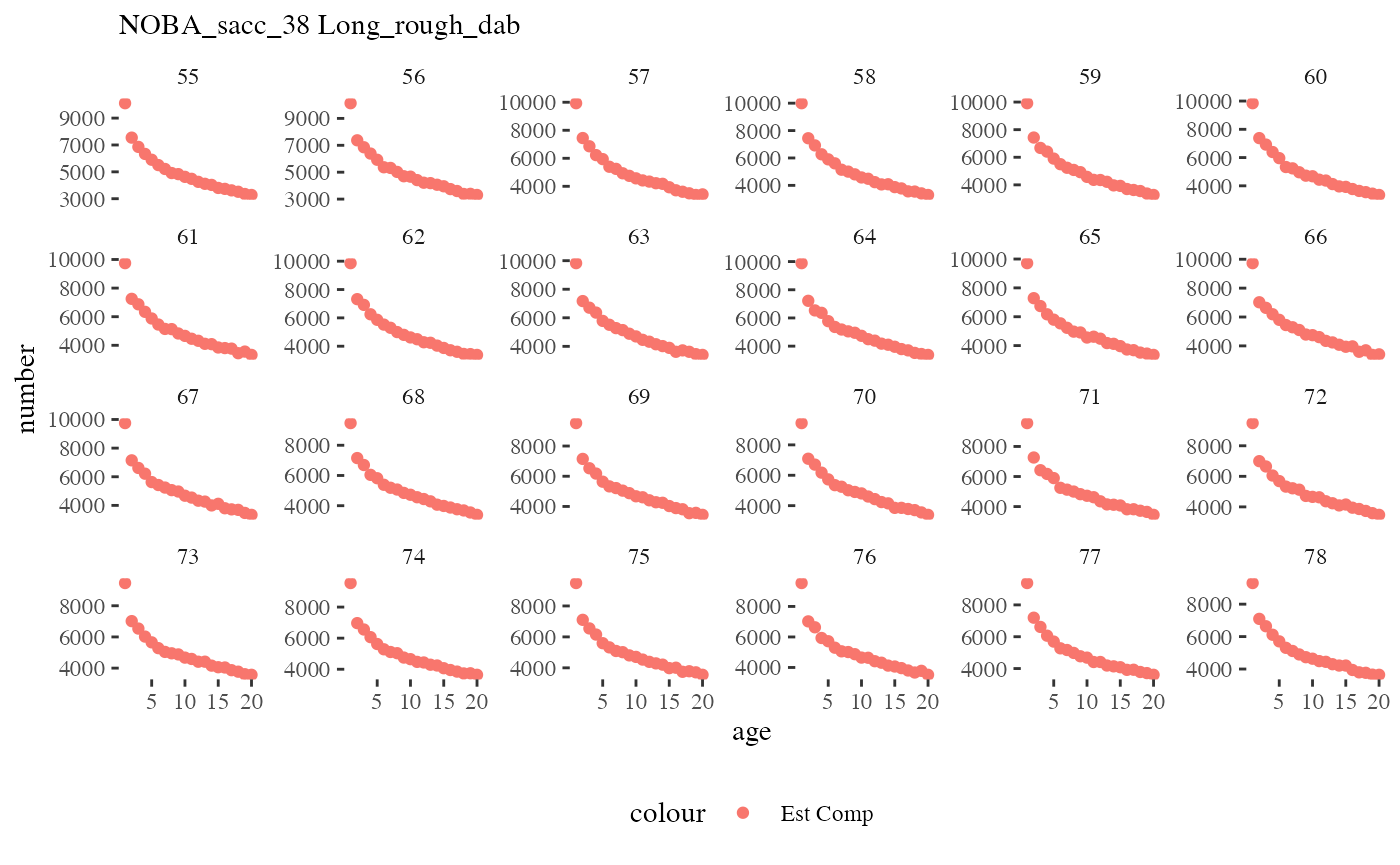 NOBA_sacc_38 Long_rough_dab
55 56 57 58 59 60
9000 9000 10000 10000 10000 10000
7000 7000 8000 8000 8000 8000
5000 5000 6000 6000 6000 6000
3000 3000 4000 4000 4000 4000
61 62 63 64 65 66
10000 10000 10000 10000 10000 10000
8000 8000 8000 8000 8000 8000
6000 6000 6000 6000 6000 6000
4000 4000 4000 4000 4000 4000
number
67 68 69 70 71 72
10000
8000 8000 8000 8000 8000 8000
6000 6000 6000 6000 6000 6000
4000 4000 4000 4000 4000 4000
73 74 75 76 77 78
8000 8000 8000 8000 8000 8000
6000 6000 6000 6000 6000 6000
4000 4000 4000 4000 4000 4000
5 10 15 20 5 10 15 20 5 10 15 20 5 10 15 20 5 10 15 20 5 10 15 20
age
colour Est Comp